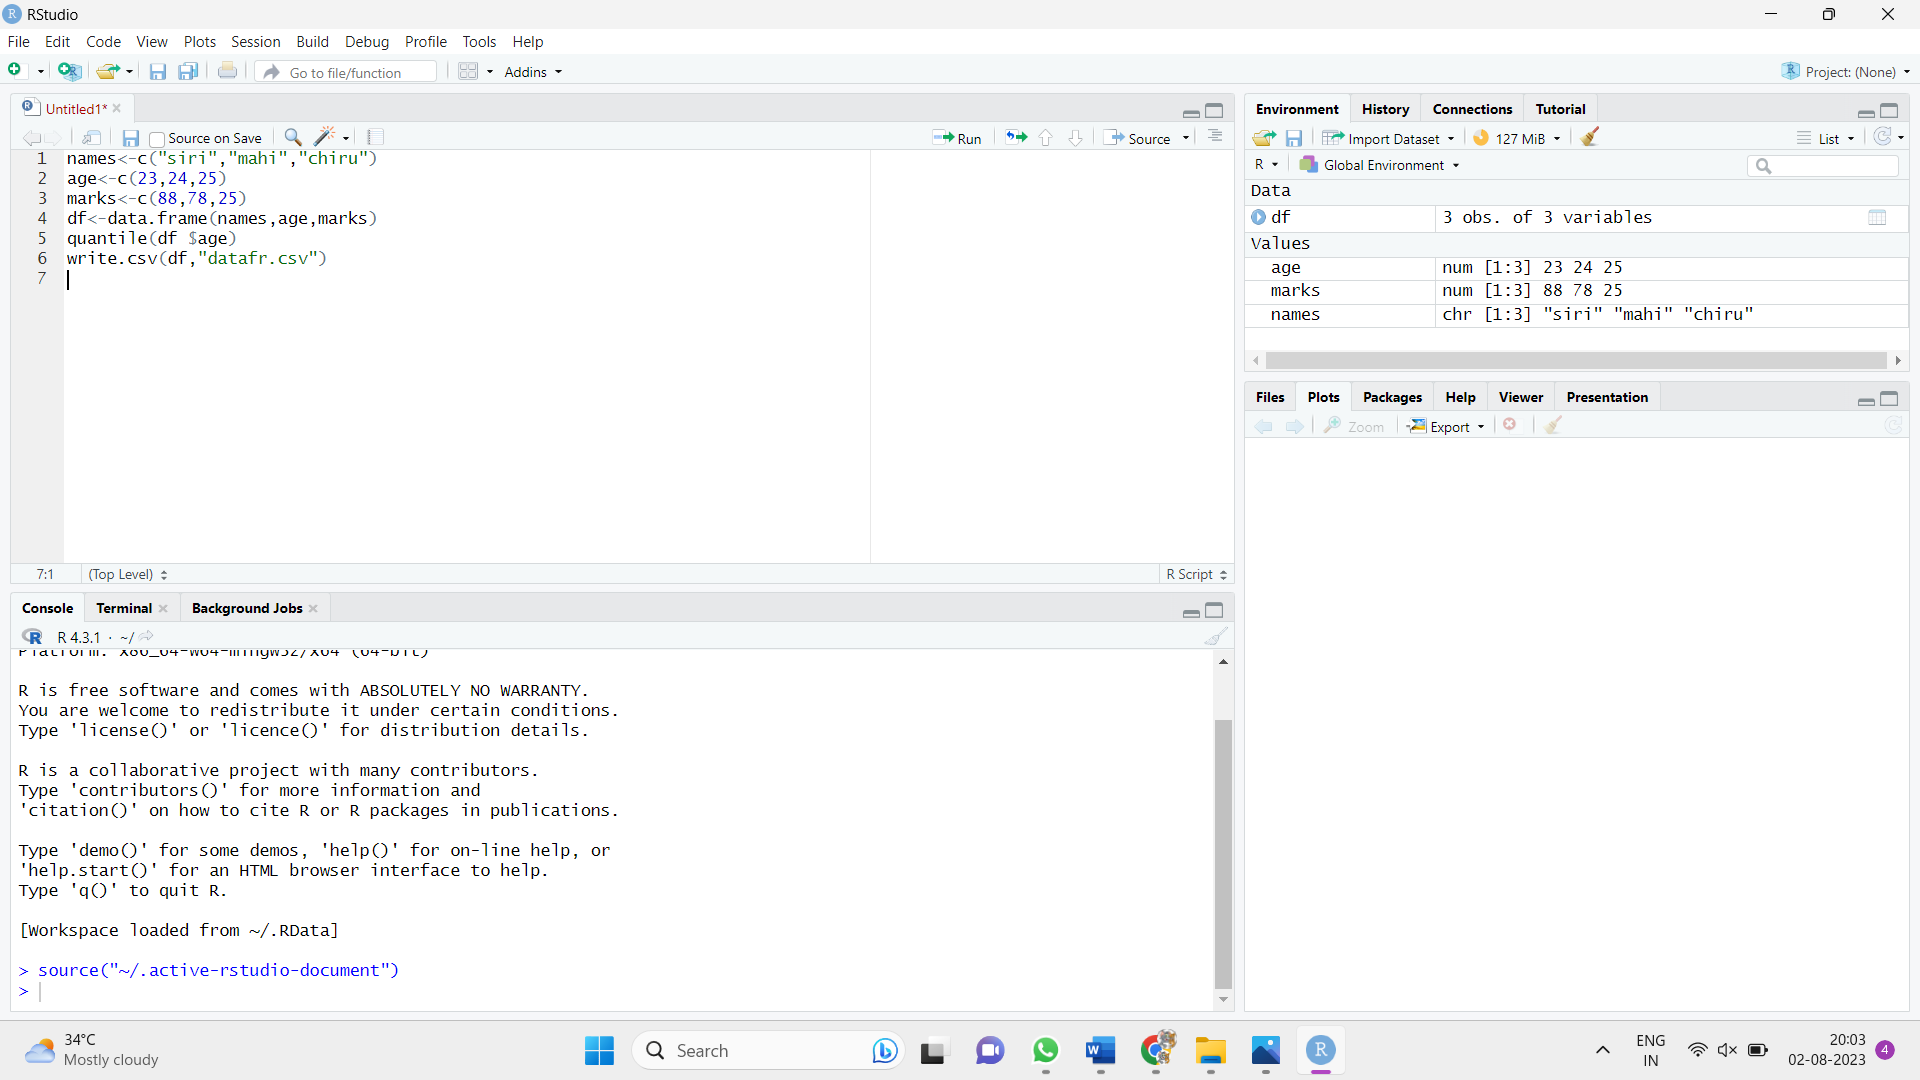 RStudio
File Edit Code View Plots Session Build Debug Profile Tools Help
Go to file/function Addins Project: (None)
Untitled1*
Source on Save Run Source
1 names<-c("siri","mahi","chiru")
2 age<-c(23,24,25)
3 marks<-c(88,78,25)
4 df<-data.frame(names,age,marks)
5 quantile(df $age)
6 write.csv(df,"datafr.csv")
7
7:1 (Top Level) R Script
Console Terminal Background Jobs
R 4.3.1 · ~/
Platform: x86_64-w64-mingw32/x64 (64-bit)
R is free software and comes with ABSOLUTELY NO WARRANTY.
You are welcome to redistribute it under certain conditions.
Type 'license()' or 'licence()' for distribution details.
R is a collaborative project with many contributors.
Type 'contributors()' for more information and
'citation()' on how to cite R or R packages in publications.
Type 'demo()' for some demos, 'help()' for on-line help, or
'help.start()' for an HTML browser interface to help.
Type 'q()' to quit R.
[Workspace loaded from ~/.RData]
> source("~/.active-rstudio-document")
>
Environment History Connections Tutorial
Import Dataset 127 MiB List
R Global Environment
Data
df 3 obs. of 3 variables
Values
age num [1:3] 23 24 25
marks num [1:3] 88 78 25
names chr [1:3] "siri" "mahi" "chiru"
Files Plots Packages Help Viewer Presentation
Zoom Export
34°C
Mostly cloudy
Search
ENG
IN
20:03
02-08-2023
4